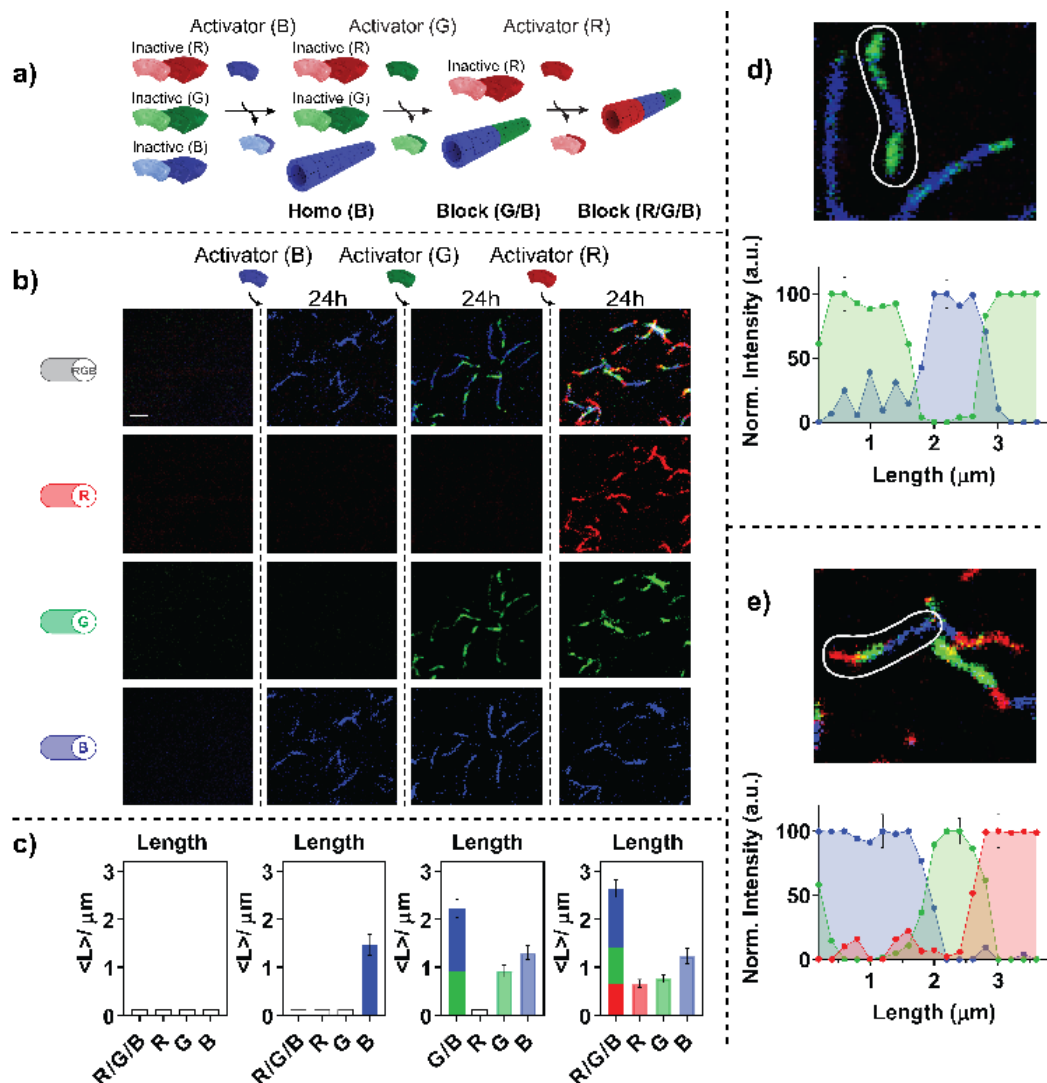 a)
Activator (B)
Activator (G)
Activator (R)
Inactive (R)
Inactive (G)
Inactive (B)
Inactive (R)
Inactive (G)
Inactive (R)
Homo (B)
Block (G/B)
Block (R/G/B)
b)
Activator (B)
Activator (G)
Activator (R)
24h
24h
24h
RGB
R
G
B
c)
Length
<L>/ μm
3
2
1
0
R/G/B
R
G
B
Length
<L>/ μm
3
2
1
0
R/G/B
R
G
B
Length
<L>/ μm
3
2
1
0
G/B
R
G
B
Length
<L>/ μm
3
2
1
0
R/G/B
R
G
B
d)
Norm. Intensity (a.u.)
100
50
0
1 2 3
Length (μm)
e)
Norm. Intensity (a.u.)
100
50
0
1 2 3
Length (μm)